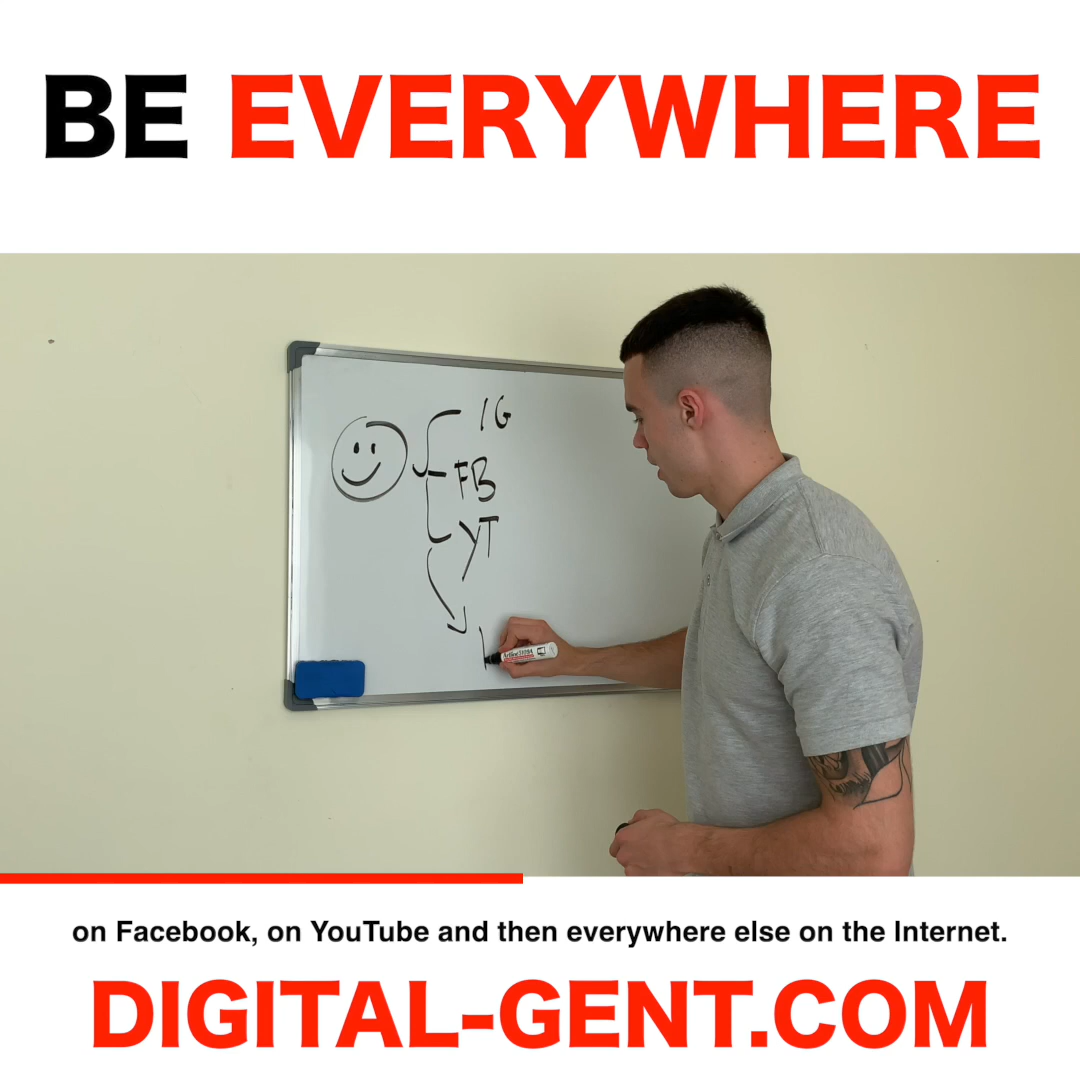 BE EVERYWHERE
IG
FB
YT
on Facebook, on YouTube and then everywhere else on the Internet.
DIGITAL-GENT.COM